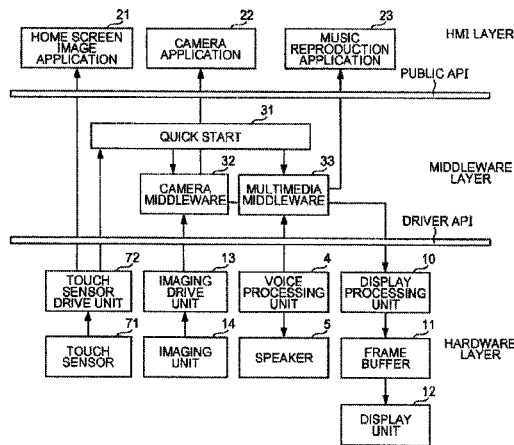 21
22
23
HOME SCREEN
IMAGE
APPLICATION
CAMERA
APPLICATION
MUSIC
REPRODUCTION
APPLICATION
HMI LAYER
PUBLIC API
31
QUICK START
32
33
CAMERA
MIDDLEWARE
MULTIMEDIA
MIDDLEWARE
MIDDLEWARE
LAYER
DRIVER API
72
13
4
10
TOUCH
SENSOR
DRIVE UNIT
IMAGING
DRIVE
UNIT
VOICE
PROCESSING
UNIT
DISPLAY
PROCESSING
UNIT
71
14
5
11
TOUCH
SENSOR
IMAGING
UNIT
SPEAKER
FRAME
BUFFER
HARDWARE
LAYER
12
DISPLAY
UNIT